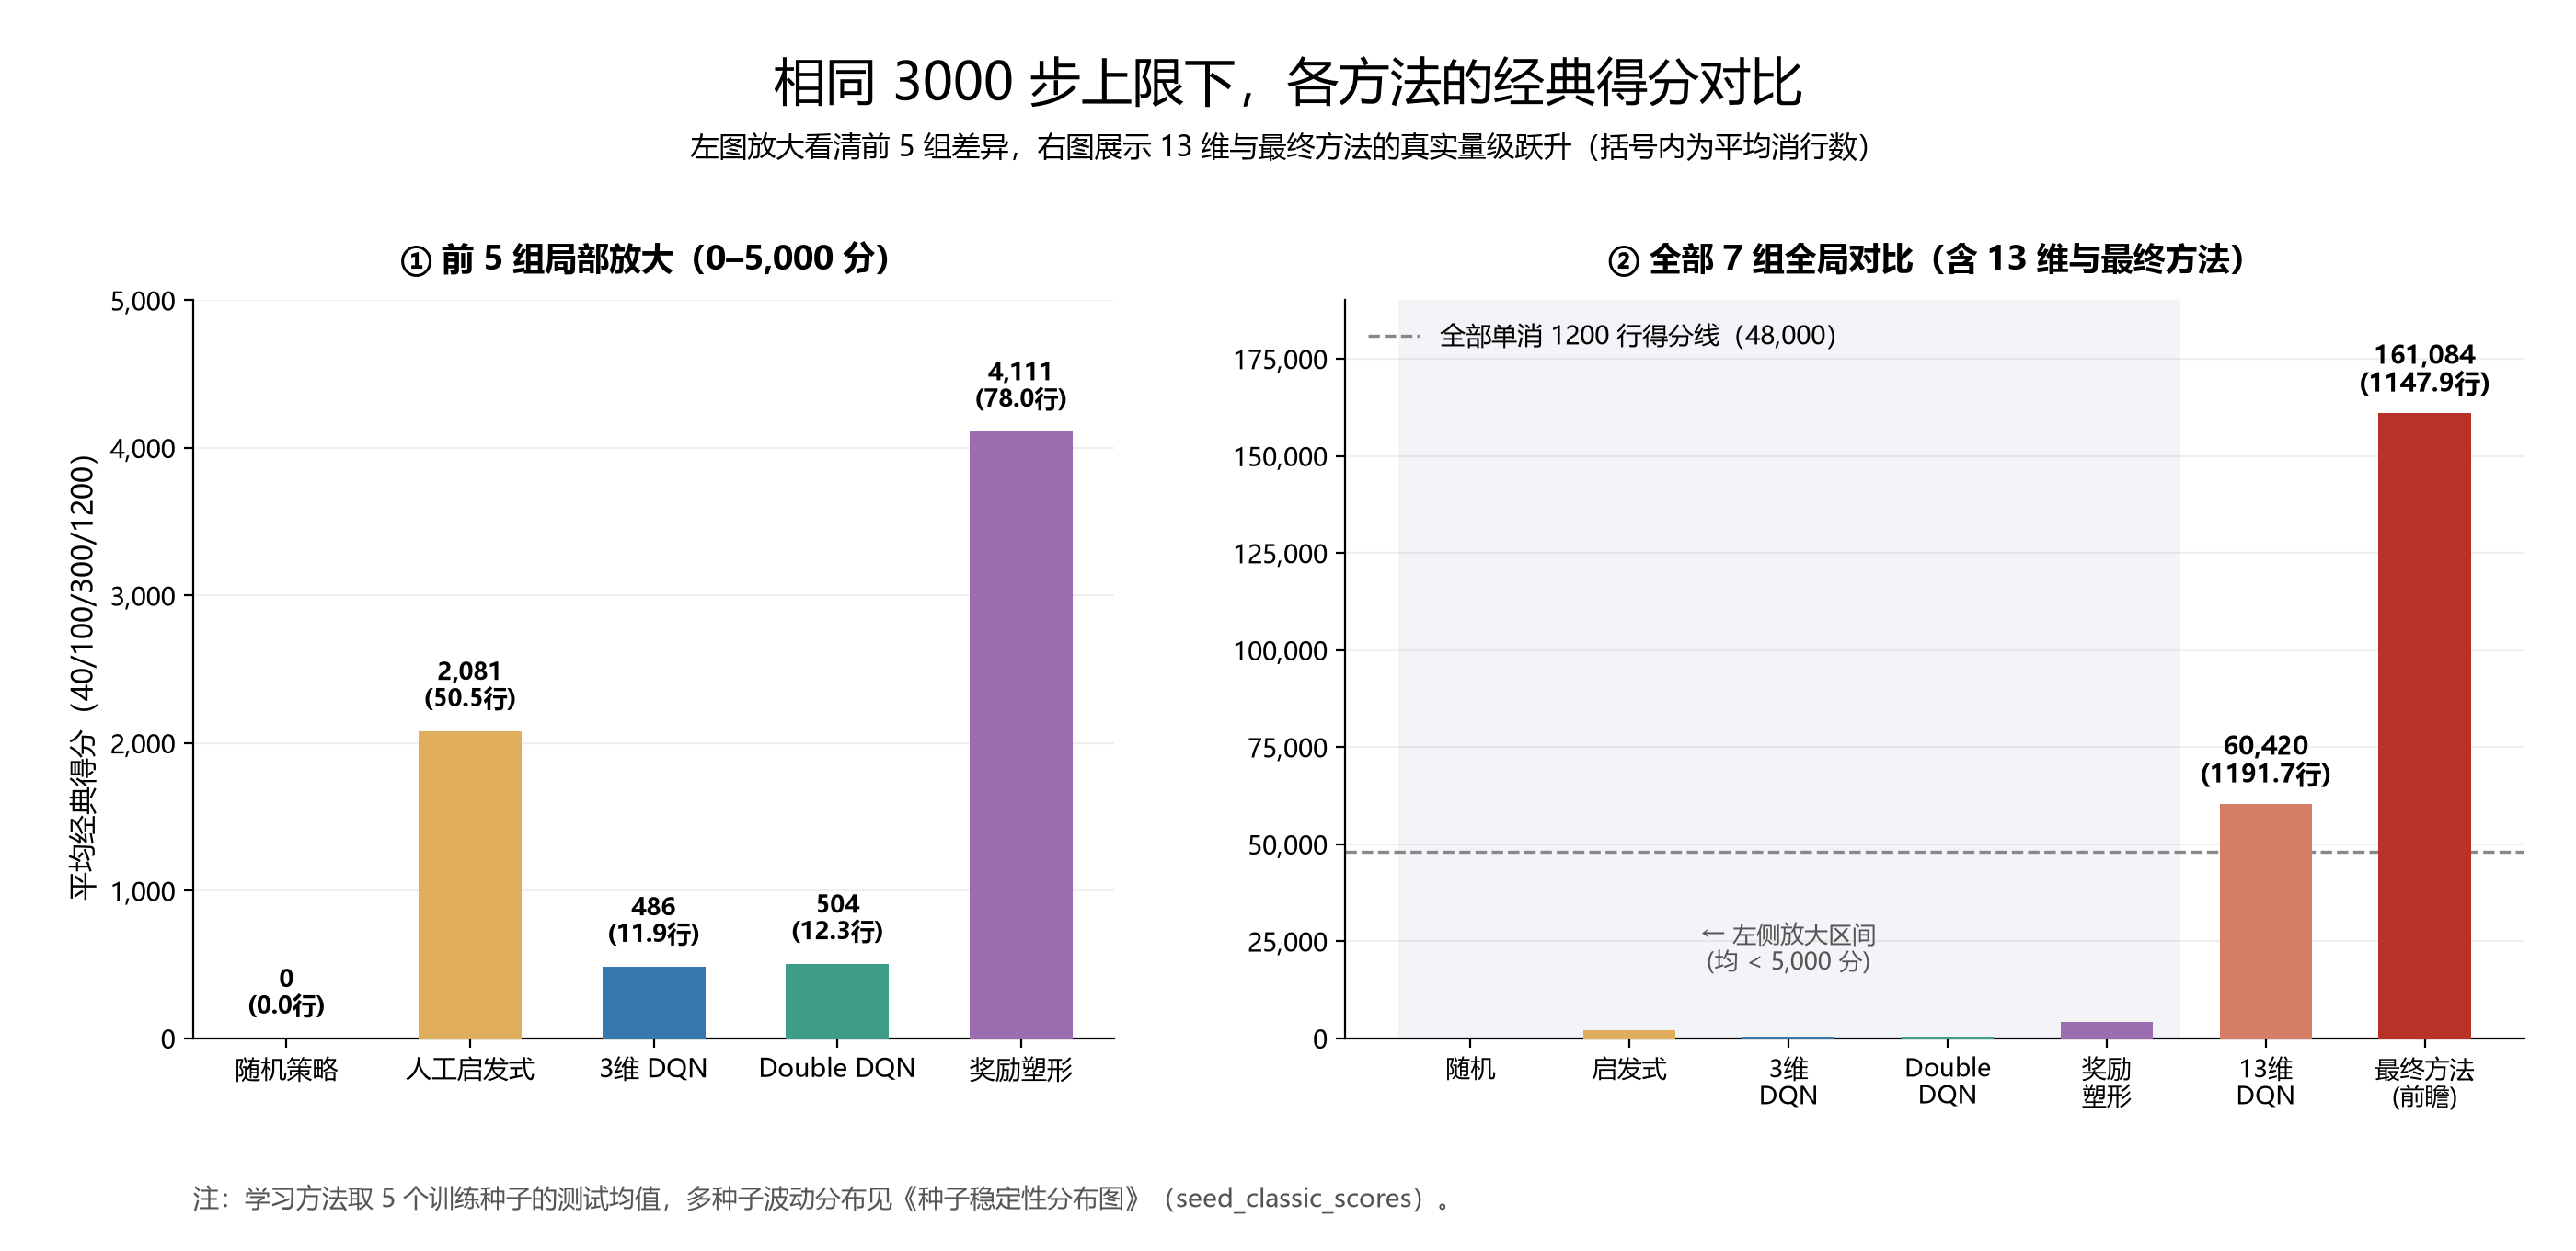 相同 3000 步上限下，各方法的经典得分对比
左图放大看清前 5 组差异，右图展示 13 维与最终方法的真实量级跃升（括号内为平均消行数）
① 前 5 组局部放大（0–5,000 分）
平均经典得分（40/100/300/1200）
5,000
4,000
3,000
2,000
1,000
0
0
(0.0行)
2,081
(50.5行)
486
(11.9行)
504
(12.3行)
4,111
(78.0行)
随机策略
人工启发式
3维 DQN
Double DQN
奖励塑形
② 全部 7 组全局对比（含 13 维与最终方法）
全部单消 1200 行得分线（48,000）
175,000
150,000
125,000
100,000
75,000
50,000
25,000
0
← 左侧放大区间
(均 < 5,000 分)
60,420
(1191.7行)
161,084
(1147.9行)
随机
启发式
3维
DQN
Double
DQN
奖励
塑形
13维
DQN
最终方法
(前瞻)
注：学习方法取 5 个训练种子的测试均值，多种子波动分布见《种子稳定性分布图》（seed_classic_scores）。